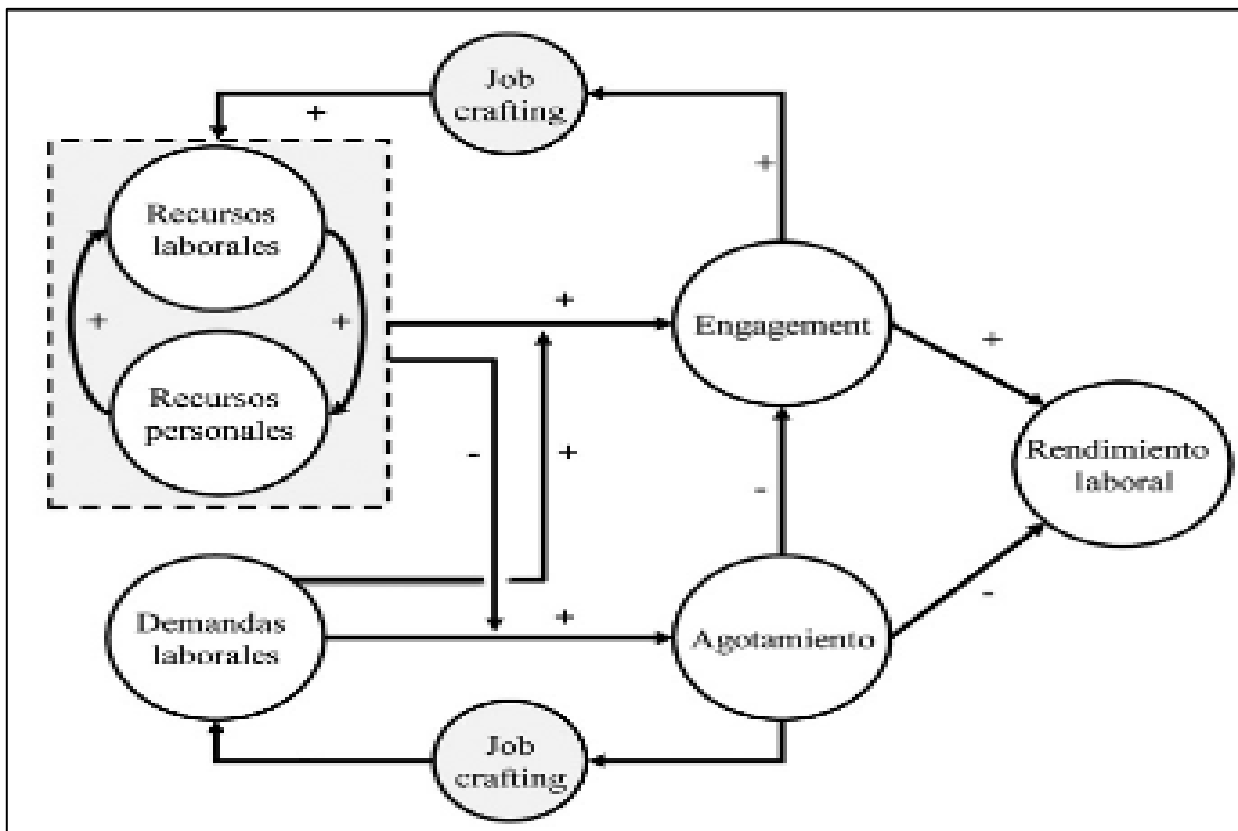 Job
crafting
+
+
Recursos
laborales
+
+
+
Engagement
+
Recursos
personales
-
+
Rendimiento
laboral
-
Demandas
laborales
+
Agotamiento
-
Job
crafting